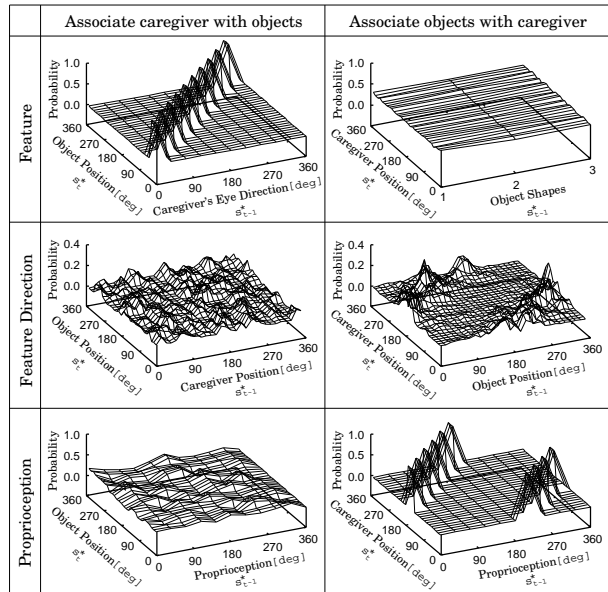 Associate caregiver with objects
Associate objects with caregiver
Feature
Probability
1.0
0.5
0.0
360
270
180
90
0
Object Position[deg]
s*t
0
90
180
270
360
Caregiver's Eye Direction[deg]
s*t-1
Probability
1.0
0.5
0.0
360
270
180
90
0
Caregiver Position[deg]
s*t
1
2
3
Object Shapes
s*t-1
Feature Direction
Probability
0.4
0.2
0.0
360
270
180
90
0
Object Position[deg]
s*t
0
90
180
270
360
Caregiver Position[deg]
s*t-1
Probability
0.4
0.2
0.0
360
270
180
90
0
Caregiver Position[deg]
s*t
0
90
180
270
360
Object Position[deg]
s*t-1
Proprioception
Probability
1.0
0.5
0.0
360
270
180
90
0
Object Position[deg]
s*t
0
90
180
270
360
Proprioception[deg]
s*t-1
Probability
1.0
0.5
0.0
360
270
180
90
0
Caregiver Position[deg]
s*t
0
90
180
270
360
Proprioception[deg]
s*t-1